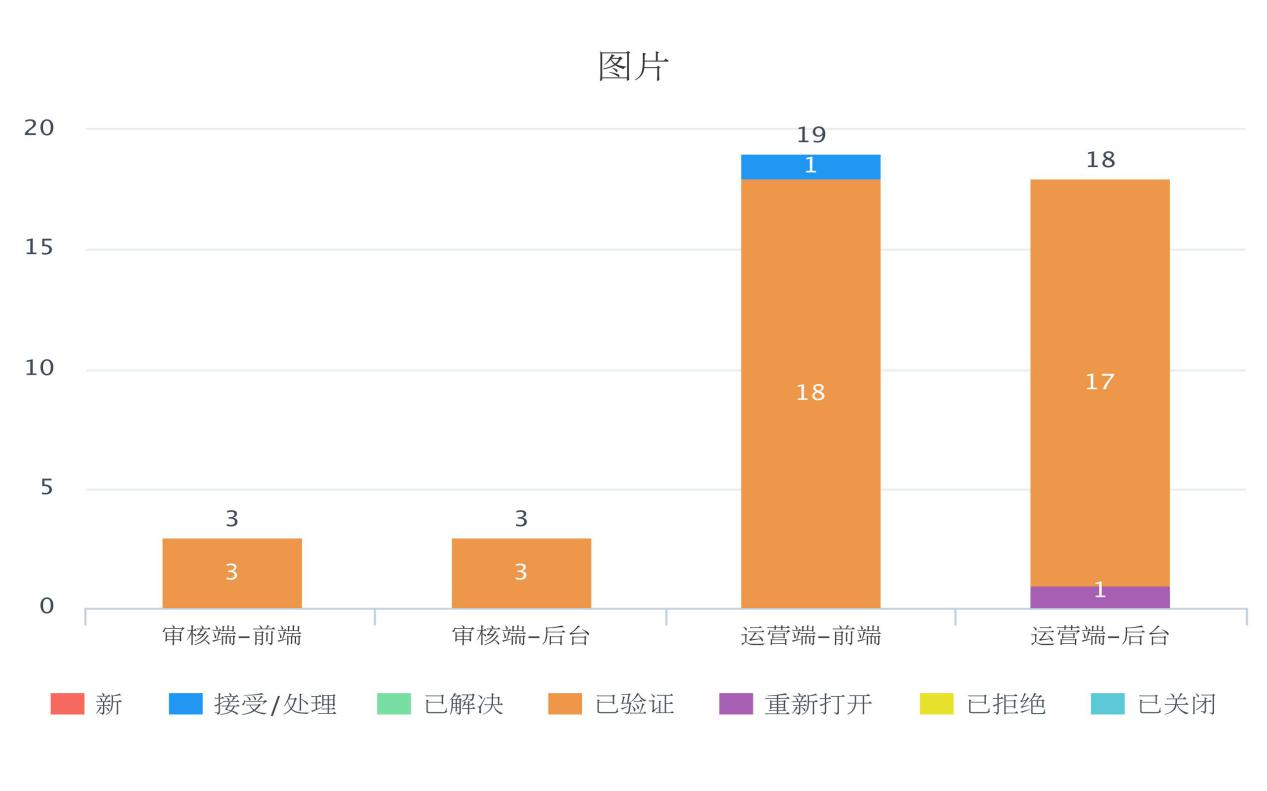 图片
20
19
18
1
15
10
18
17
5
3
3
3
3
1
0
审核端-前端
审核端-后台
运营端-前端
运营端-后台
新
接受/处理
已解决
已验证
重新打开
已拒绝
已关闭